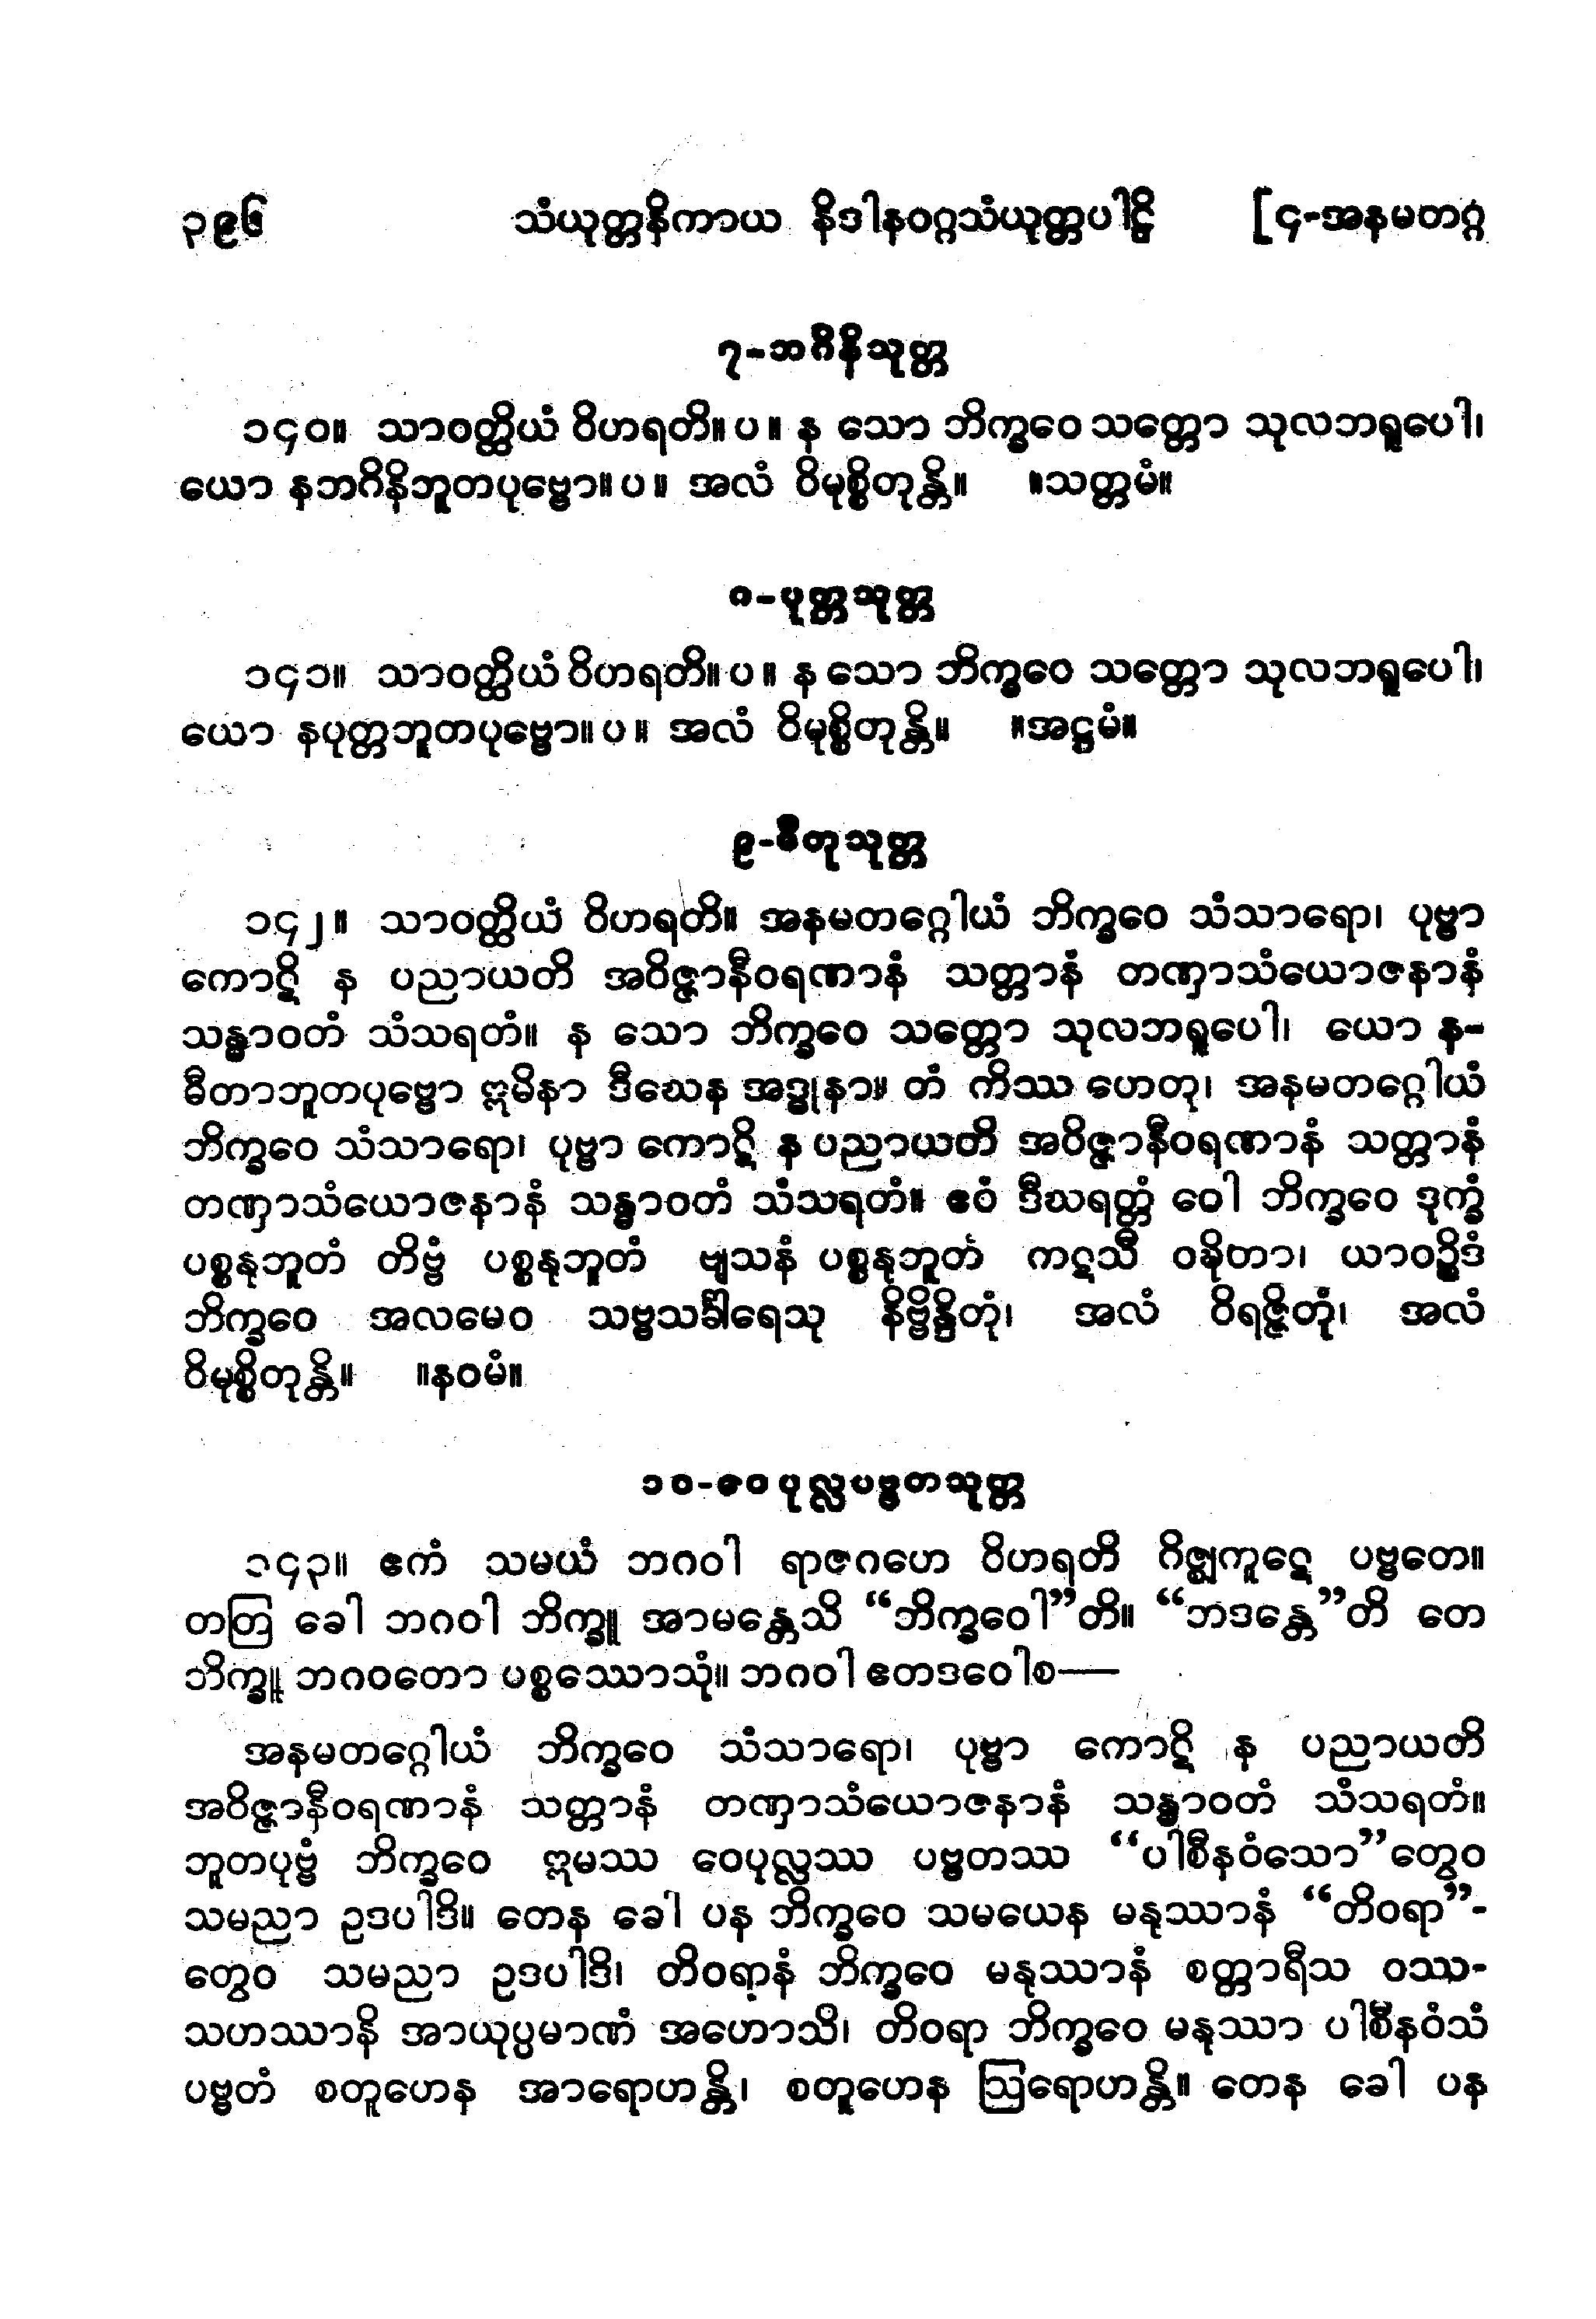 ၃၉၆ သံယုတ္တနိကာယ နိဒါနဝဂ္ဂသံယုတ္တပါဠိ [၄-အနမတဂ္ဂ
၇-ဘဂိနိသုတ္တ
၁၄၀။ သာဝတ္ထိယံ ဝိဟရတိ။ပ။ န သော ဘိက္ခဝေ သတ္တော သုလဘရူပေါ၊
ယော နဘဂိနိဘူတပုဗ္ဗော။ပ။ အလံ ဝိမုစ္စိတုန္တိ။ ။သတ္တမံ။
၈-ပုတ္တသုတ္တ
၁၄၁။ သာဝတ္ထိယံ ဝိဟရတိ။ပ။ န သော ဘိက္ခဝေ သတ္တော သုလဘရူပေါ၊
ယော နပုတ္တဘူတပုဗ္ဗော။ပ။ အလံ ဝိမုစ္စိတုန္တိ။ ။အဋ္ဌမံ။
၉-ဓီတုသုတ္တ
၁၄၂။ သာဝတ္ထိယံ ဝိဟရတိ။ အနမတဂ္ဂေါယံ ဘိက္ခဝေ သံသာရော၊ ပုဗ္ဗာ
ကောဋိ န ပညာယတိ အဝိဇ္ဇာနီဝရဏာနံ သတ္တာနံ တဏှာသံယောဇနာနံ
သန္ဓာဝတံ သံသရတံ။ န သော ဘိက္ခဝေ သတ္တော သုလဘရူပေါ၊ ယော န-
ဓီတာဘူတပုဗ္ဗော ဣမိနာ ဒီဃေန အဒ္ဓုနာ။ တံ ကိဿ ဟေတု၊ အနမတဂ္ဂေါယံ
ဘိက္ခဝေ သံသာရော၊ ပုဗ္ဗာ ကောဋိ န ပညာယတိ အဝိဇ္ဇာနီဝရဏာနံ သတ္တာနံ
တဏှာသံယောဇနာနံ သန္ဓာဝတံ သံသရတံ။ ဧဝံ ဒီဃရတ္တံ ဝေါ ဘိက္ခဝေ ဒုက္ခံ
ပစ္စနုဘူတံ တိဗ္ဗံ ပစ္စနုဘူတံ ဗျသနံ ပစ္စနုဘူတံ ကဋသီ ဝဍ္ဎိတာ၊ ယာဝဉ္စိဒံ
ဘိက္ခဝေ အလမေဝ သဗ္ဗသင်္ခါရေသု နိဗ္ဗိန္ဒိတုံ၊ အလံ ဝိရဇ္ဇိတုံ၊ အလံ
ဝိမုစ္စိတုန္တိ။ ။နဝမံ။
၁၀-ဝေပုလ္လပဗ္ဗတသုတ္တ
၁၄၃။ ဧကံ သမယံ ဘဂဝါ ရာဇဂဟေ ဝိဟရတိ ဂိဇ္ဈကူဋေ ပဗ္ဗတေ။
တတြ ခေါ ဘဂဝါ ဘိက္ခူ အာမန္တေသိ “ဘိက္ခဝေါ”တိ။ “ဘဒန္တေ”တိ တေ
ဘိက္ခူ ဘဂဝတော ပစ္စဿောသုံ။ ဘဂဝါ ဧတဒဝေါစ—
အနမတဂ္ဂေါယံ ဘိက္ခဝေ သံသာရော၊ ပုဗ္ဗာ ကောဋိ န ပညာယတိ
အဝိဇ္ဇာနီဝရဏာနံ သတ္တာနံ တဏှာသံယောဇနာနံ သန္ဓာဝတံ သံသရတံ။
ဘူတပုဗ္ဗံ ဘိက္ခဝေ ဣမဿ ဝေပုလ္လဿ ပဗ္ဗတဿ “ပါစီနဝံသော”တွေဝ
သမညာ ဥဒပါဒိ။ တေန ခေါ ပန ဘိက္ခဝေ သမယေန မနုဿာနံ “တိဝရာ”-
တွေဝ သမညာ ဥဒပါဒိ၊ တိဝရာနံ ဘိက္ခဝေ မနုဿာနံ စတ္တာရီသ ဝဿ-
သဟဿာနိ အာယုပ္ပမာဏံ အဟောသိ၊ တိဝရာ ဘိက္ခဝေ မနုဿာ ပါစီနဝံသံ
ပဗ္ဗတံ စတူဟေန အာရောဟန္တိ၊ စတူဟေန ဩရောဟန္တိ။ တေန ခေါ ပန